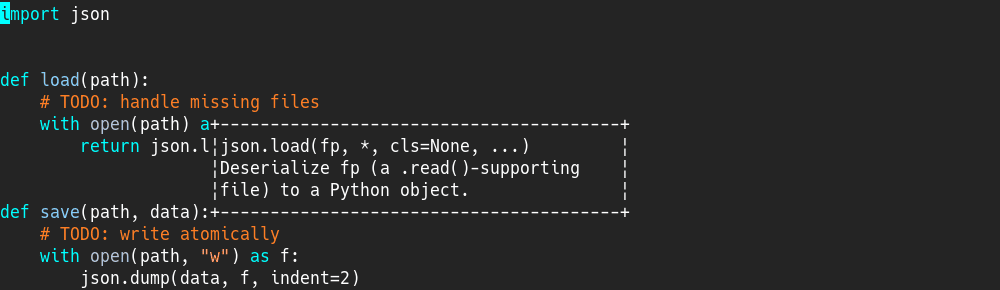 import json
def load(path):
    # TODO: handle missing files
    with open(path) a+----------------------------------------+
        return json.l¦json.load(fp, *, cls=None, ...)         ¦
                     ¦Deserialize fp (a .read()-supporting    ¦
                     ¦file) to a Python object.               ¦
def save(path, data):+----------------------------------------+
    # TODO: write atomically
    with open(path, "w") as f:
        json.dump(data, f, indent=2)